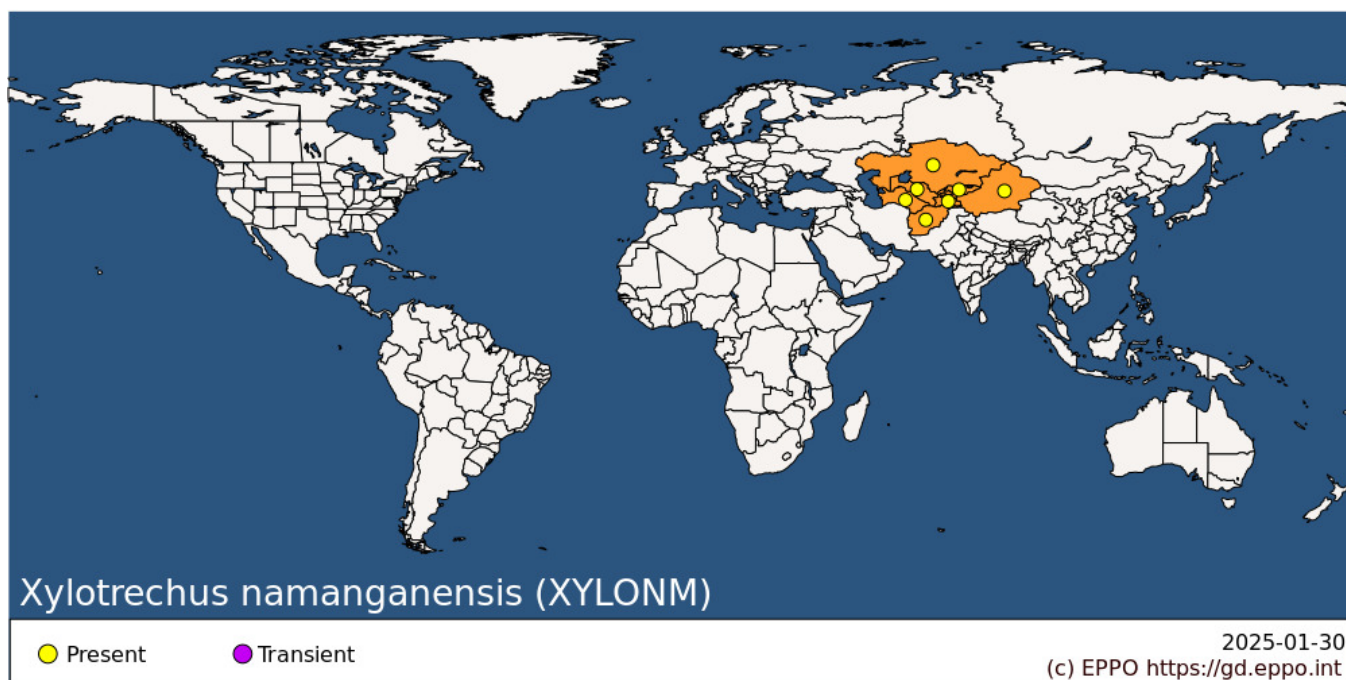 Xylotrechus namanganensis (XYLONM)
Present
Transient
2025-01-30
(c) EPPO https://gd.eppo.int